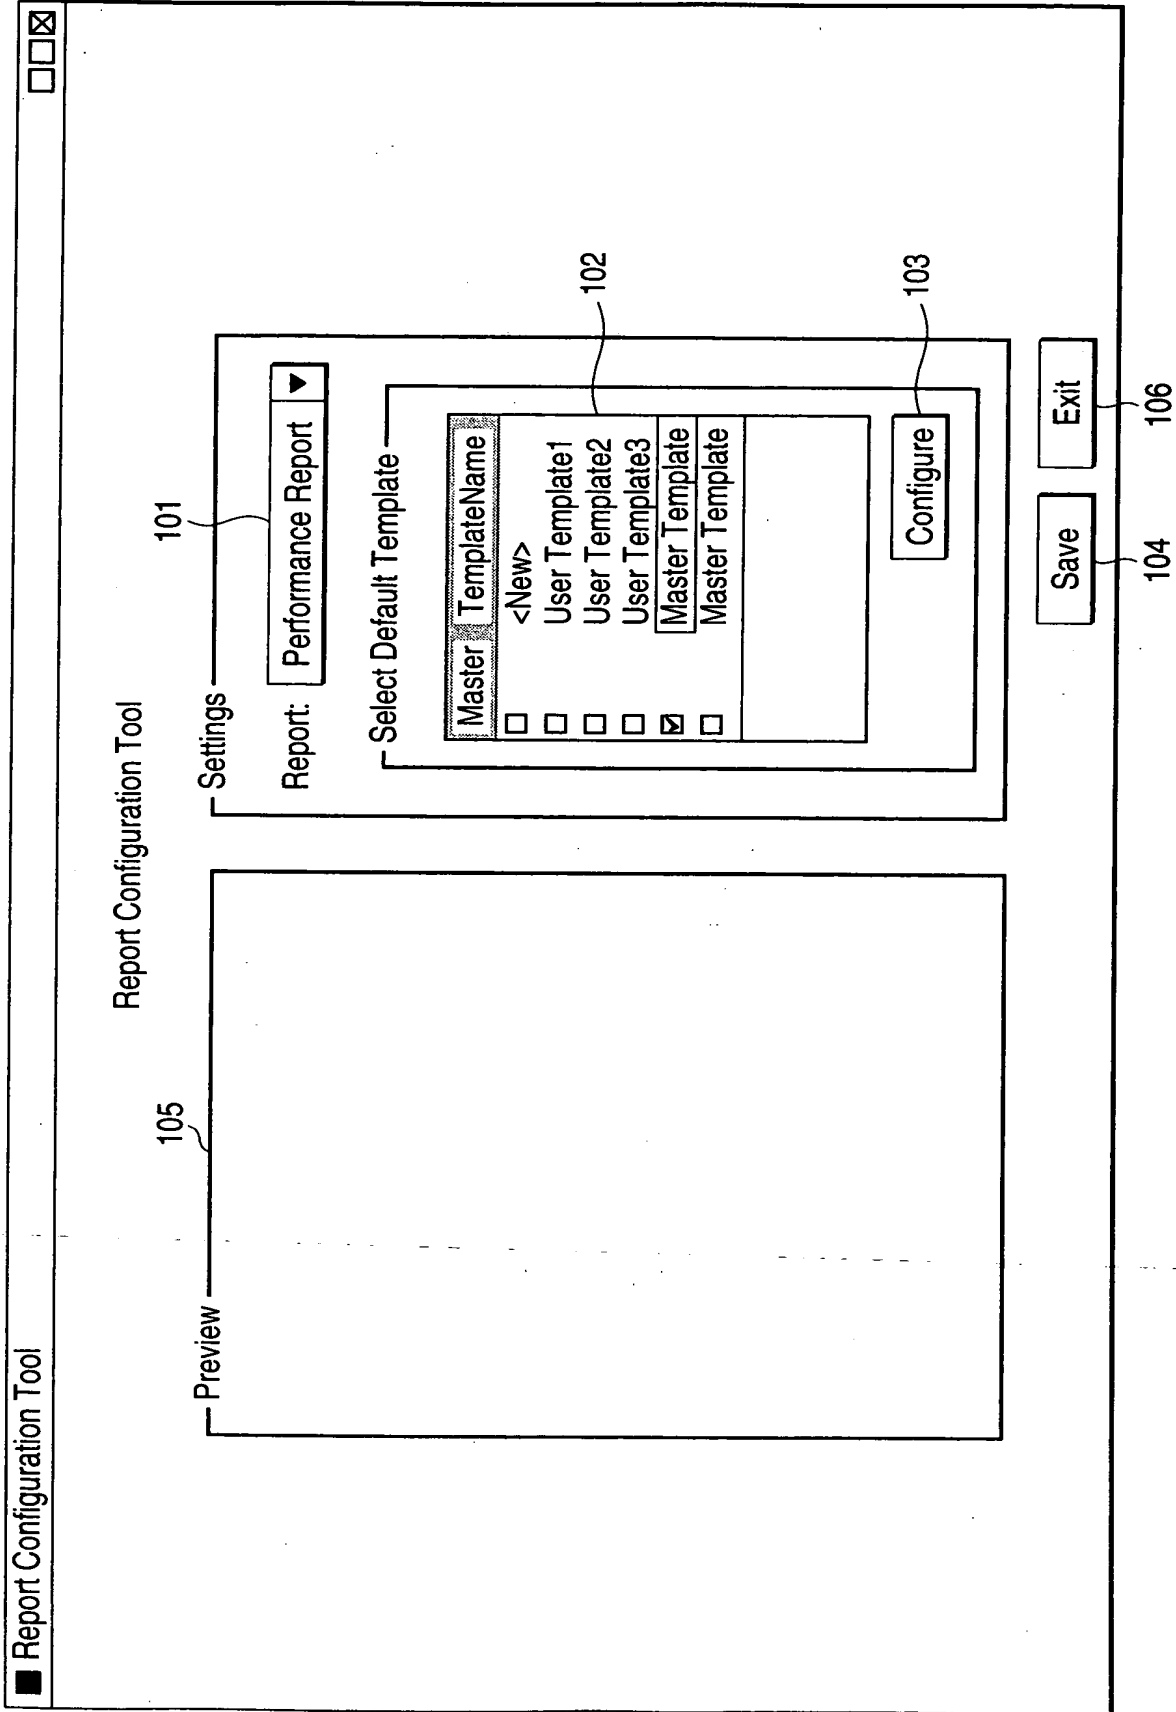 Report Configuration Tool
Report Configuration Tool
105
Preview
Settings
101
Report: Performance Report
Select Default Template
Master TemplateName
<New>
User Template1
User Template2
User Template3
Master Template
Master Template
102
Configure
103
Save
Exit
104
106